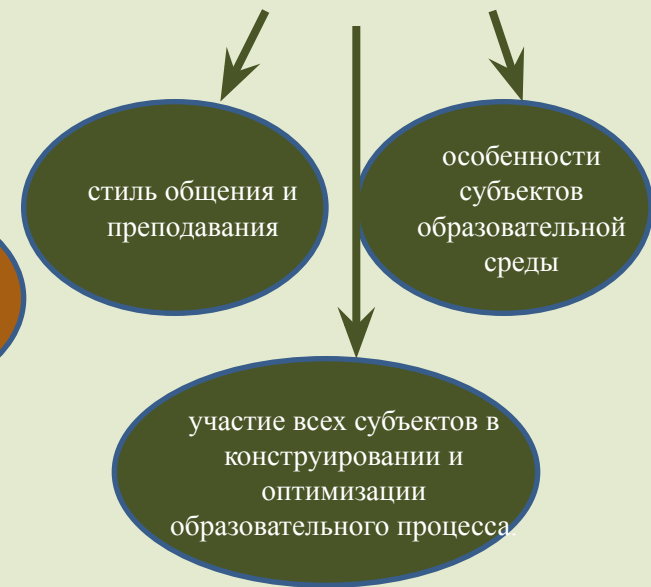 стиль общения и
преподавания
особенности
субъектов
образовательной
среды
участие всех субъектов в
конструировании и
оптимизации
образовательного процесса.